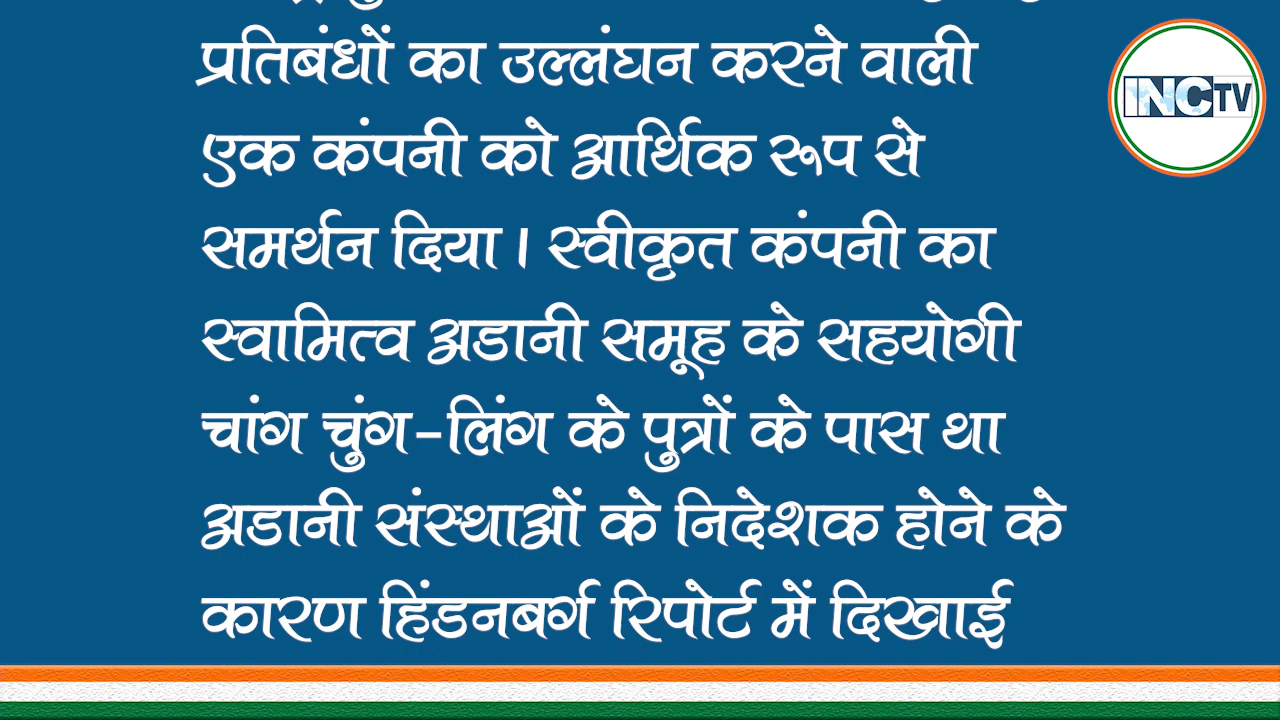 प्रतिबंधों का उल्लंघन करने वाली
एक कंपनी को आर्थिक रूप से
समर्थन दिया। स्वीकृत कंपनी का
स्वामित्व अडानी समूह के सहयोगी
चांग चुंग-लिंग के पुत्रों के पास था
अडानी संस्थाओं के निदेशक होने के
कारण हिंडनबर्ग रिपोर्ट में दिखाई
INCTV